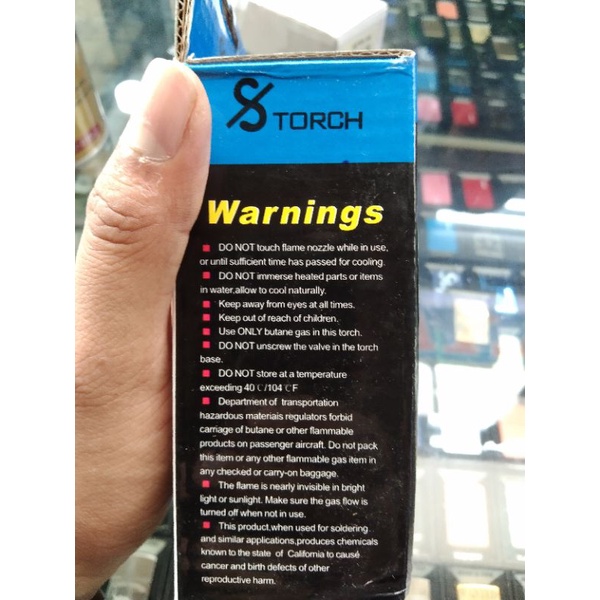 TORCH
Warnings
DO NOT touch flame nozzle while in use,
or until sufficient time has passed for cooling.
DO NOT immerse heated parts or items
in water,allow to cool naturally.
Keep away from eyes at all times.
Keep out of reach of children.
Use ONLY butane gas in this torch.
DO NOT unscrew the valve in the torch
base.
DO NOT store at a temperature
exceeding 40 ℃/104 ℃F
Department of transportation
hazardous materiais regulators forbid
carriage of butane or other flammable
products on passenger aircraft. Do not pack
this item or any other flammable gas item in
any checked or carry-on baggage.
The flame is nearly invisible in bright
light or sunlight. Make sure the gas flow is
turned off when not in use.
This product,when used for soldering
and similar applications,produces chemicals
known to the state of California to cause
cancer and birth defects of other
reproductive harm.